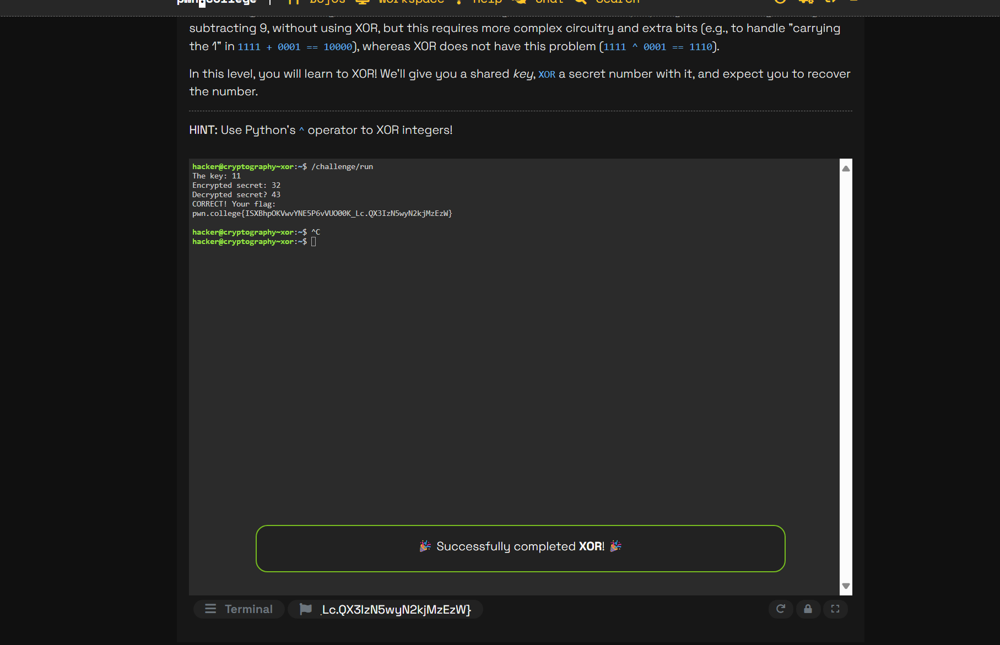 pwn.college Dojos Workspace Help Chat Search
subtracting 9, without using XOR, but this requires more complex circuitry and extra bits (e.g., to handle "carrying
the 1" in 1111 + 0001 == 10000), whereas XOR does not have this problem (1111 ^ 0001 == 1110).
In this level, you will learn to XOR! We'll give you a shared key, XOR a secret number with it, and expect you to recover
the number.
HINT: Use Python's ^ operator to XOR integers!
hacker@cryptography~xor:~$ /challenge/run
The key: 11
Encrypted secret: 32
Decrypted secret? 43
CORRECT! Your flag:
pwn.college{ISXBhpOKVwvYNE5P6vVUO00K_Lc.QX3IzN5wyN2kjMzEzW}
hacker@cryptography~xor:~$ ^C
hacker@cryptography~xor:~$
🎉 Successfully completed XOR! 🎉
Terminal
_Lc.QX3IzN5wyN2kjMzEzW}